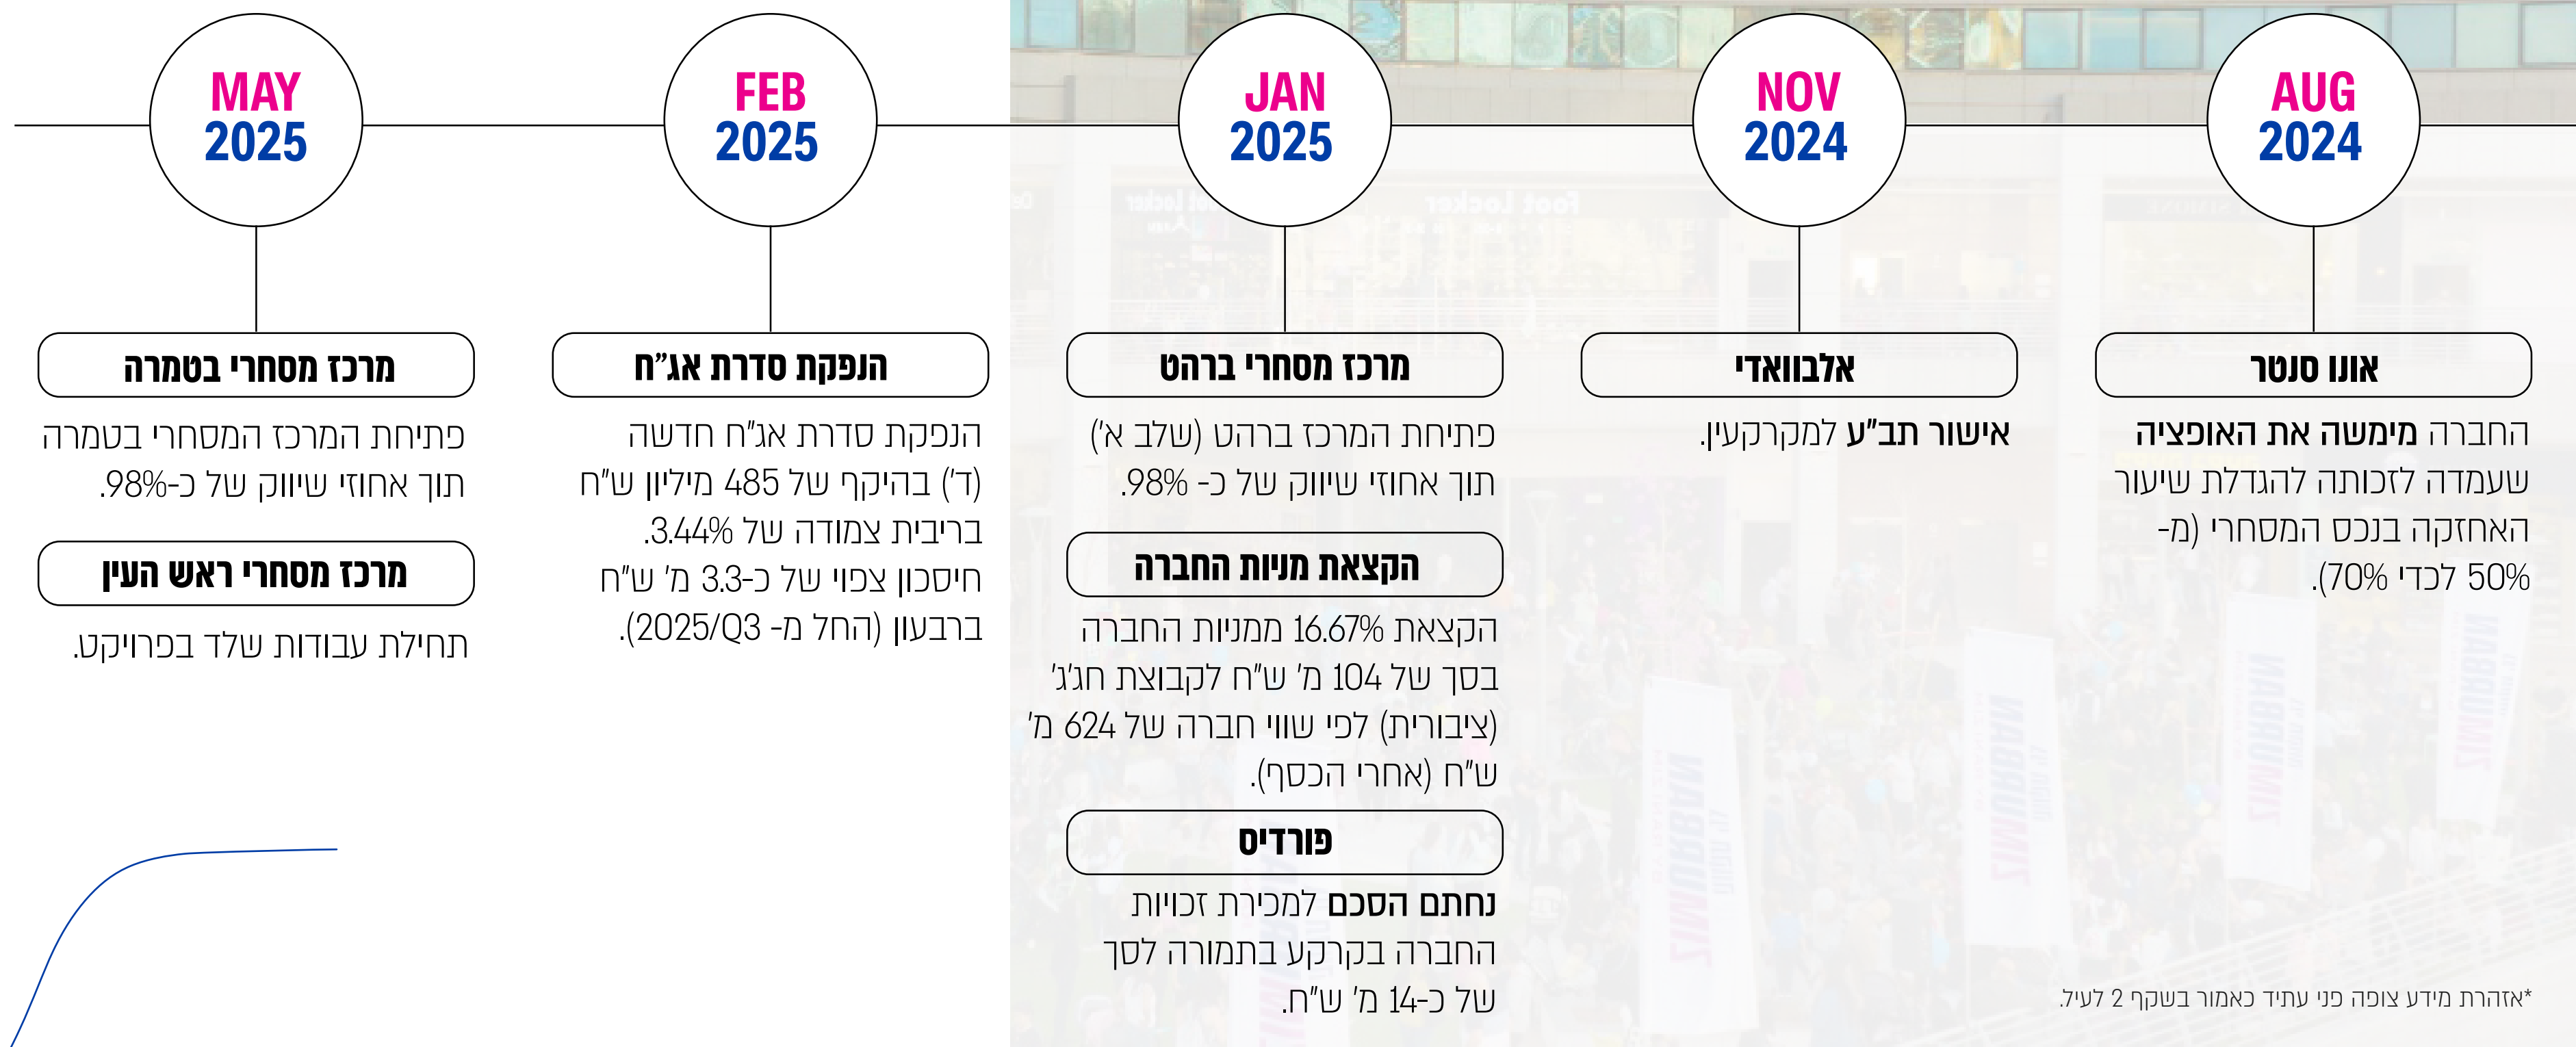 AUG
2024
אונו סנטר
החברה מימשה את האופציה
שעמדה לזכותה להגדלת שיעור
האחזקה בנכס המסחרי (מ-
50% לכדי 70%).
NOV
2024
אלבוואדי
אישור תב"ע למקרקעין.
JAN
2025
מרכז מסחרי ברהט
פתיחת המרכז ברהט (שלב א')
תוך אחוזי שיווק של כ- 98%.
הקצאת מניות החברה
הקצאת 16.67% ממניות החברה
בסך של 104 מ' ש"ח לקבוצת חג'ג'
(ציבורית) לפי שווי חברה של 624 מ'
ש"ח (אחרי הכסף).
פורדיס
נחתם הסכם למכירת זכויות
החברה בקרקע בתמורה לסך
של כ-14 מ' ש"ח.
FEB
2025
הנפקת סדרת אג"ח
הנפקת סדרת אג"ח חדשה
(ד') בהיקף של 485 מיליון ש"ח
בריבית צמודה של 3.44%.
חיסכון צפוי של כ-3.3 מ' ש"ח
ברבעון (החל מ- 2025/Q3).
MAY
2025
מרכז מסחרי בטמרה
פתיחת המרכז המסחרי בטמרה
תוך אחוזי שיווק של כ-98%.
מרכז מסחרי ראש העין
תחילת עבודות שלד בפרויקט.
*אזהרת מידע צופה פני עתיד כאמור בשקף 2 לעיל.
Foot Locker
Foot Locker